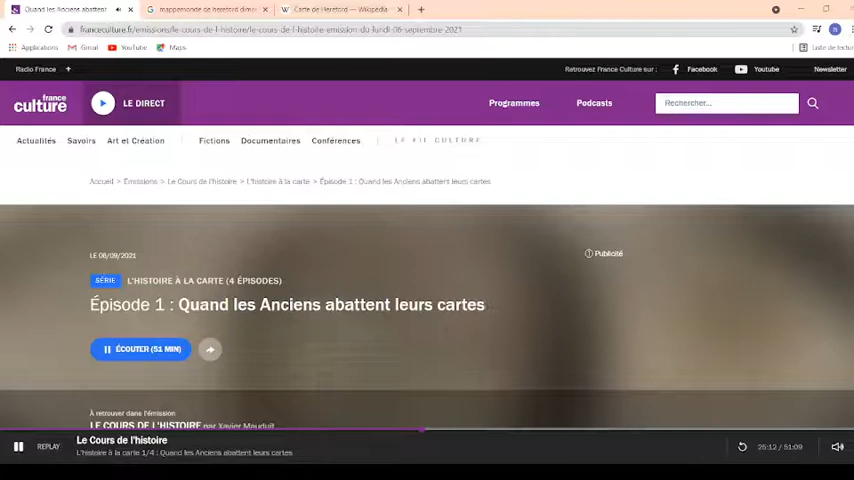 Quand les Anciens abattent
mappemonde de hereford dime
Carte de Hereford — Wikipédia
franceculture.fr/emissions/le-cours-de-l-histoire/le-cours-de-l-histoire-emission-du-lundi-06-septembre-2021
Applications Gmail YouTube Maps Liste de lectur
Radio France + Retrouvez France Culture sur : Facebook Youtube Newsletter
france
culture
LE DIRECT Programmes Podcasts Rechercher...
Actualités Savoirs Art et Création Fictions Documentaires Conférences LE FIL CULTURE
Accueil > Émissions > Le Cours de l'histoire > L'histoire à la carte > Épisode 1 : Quand les Anciens abattent leurs cartes
LE 06/09/2021 Publicité
SÉRIE L'HISTOIRE À LA CARTE (4 ÉPISODES)
Épisode 1 : Quand les Anciens abattent leurs cartes
ÉCOUTER (51 MIN)
À retrouver dans l'émission
LE COURS DE L'HISTOIRE par Xavier Mauduit
REPLAY Le Cours de l'histoire
L'histoire à la carte 1/4 : Quand les Anciens abattent leurs cartes
25:12 / 51:09